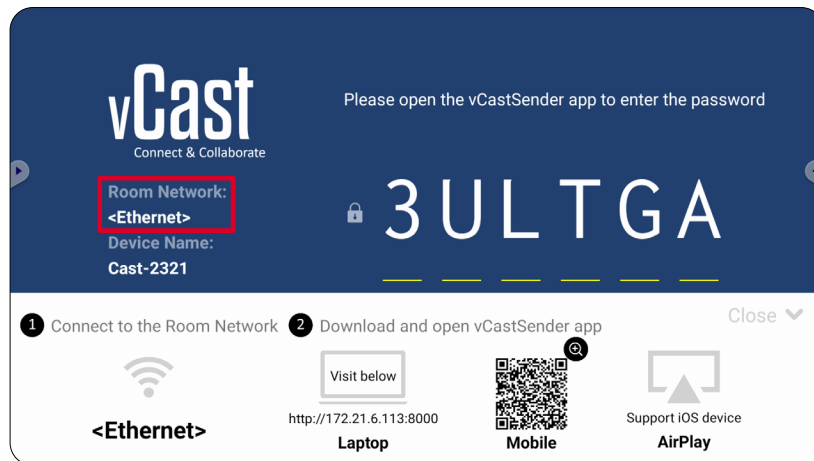 vCast
Connect & Collaborate
Please open the vCastSender app to enter the password
Room Network:
<Ethernet>
Device Name:
Cast-2321
3ULTGA
1 Connect to the Room Network
2 Download and open vCastSender app
Close
<Ethernet>
Visit below
http://172.21.6.113:8000
Laptop
Mobile
Support iOS device
AirPlay